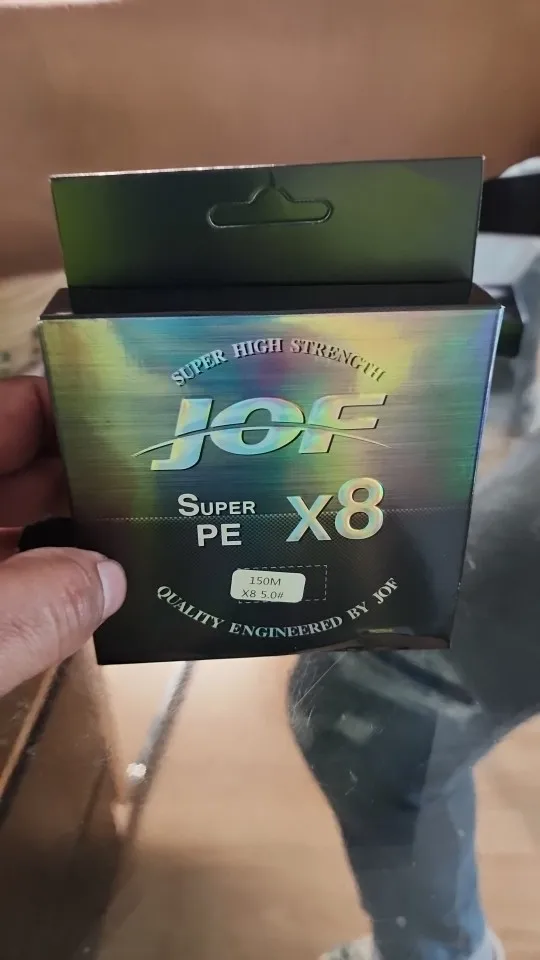 SUPER HIGH STRENGTH
JOF
SUPER
PE
X8
150M
X8 5.0#
QUALITY ENGINEERED BY JOF